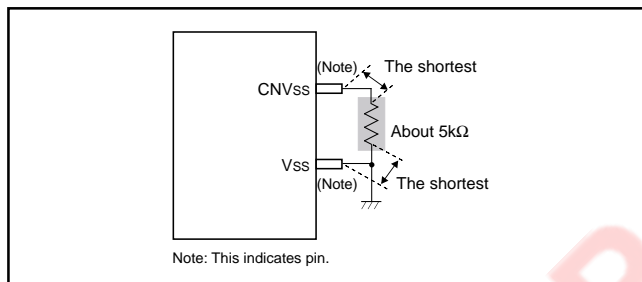 (Note)
The shortest
CNVss
About 5kΩ
Vss
(Note)
The shortest
Note: This indicates pin.